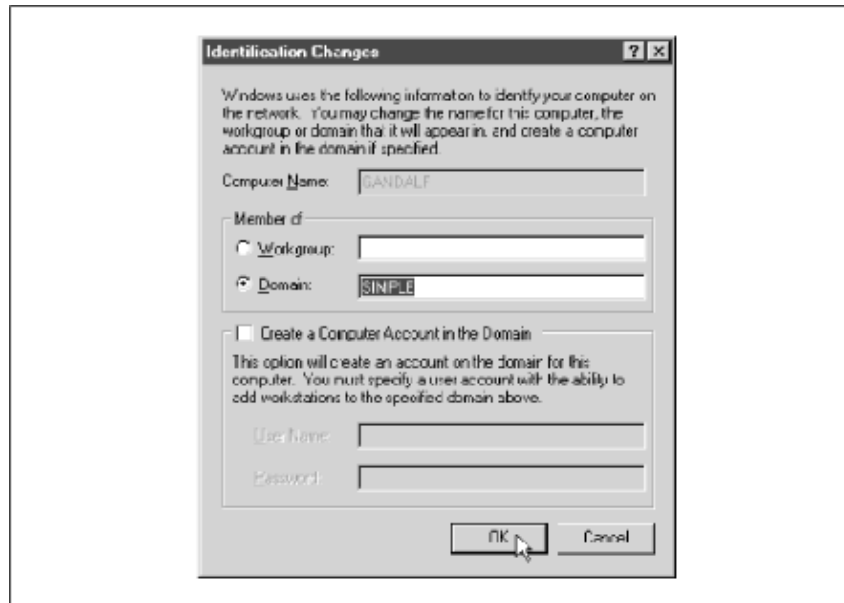 Identification Changes
Windows uses the following information to identify your computer on
the network. You may change the name for this computer, the
workgroup or domain that it will appear in, and create a computer
account in the domain if specified.
Computer Name: GANDALF
Member of
Workgroup:
Domain: SIMPLE
Create a Computer Account in the Domain
This option will create an account on the domain for this
computer. You must specify a user account with the ability to
add workstations to the specified domain above.
User Name:
Password:
OK Cancel